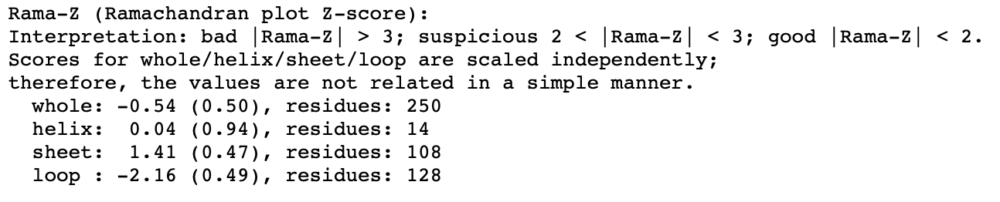 Rama-Z (Ramachandran plot Z-score):
Interpretation: bad |Rama-Z| > 3; suspicious 2 < |Rama-Z| < 3; good |Rama-Z| < 2.
Scores for whole/helix/sheet/loop are scaled independently;
therefore, the values are not related in a simple manner.
  whole: -0.54 (0.50), residues: 250
  helix:  0.04 (0.94), residues: 14
  sheet:  1.41 (0.47), residues: 108
  loop : -2.16 (0.49), residues: 128